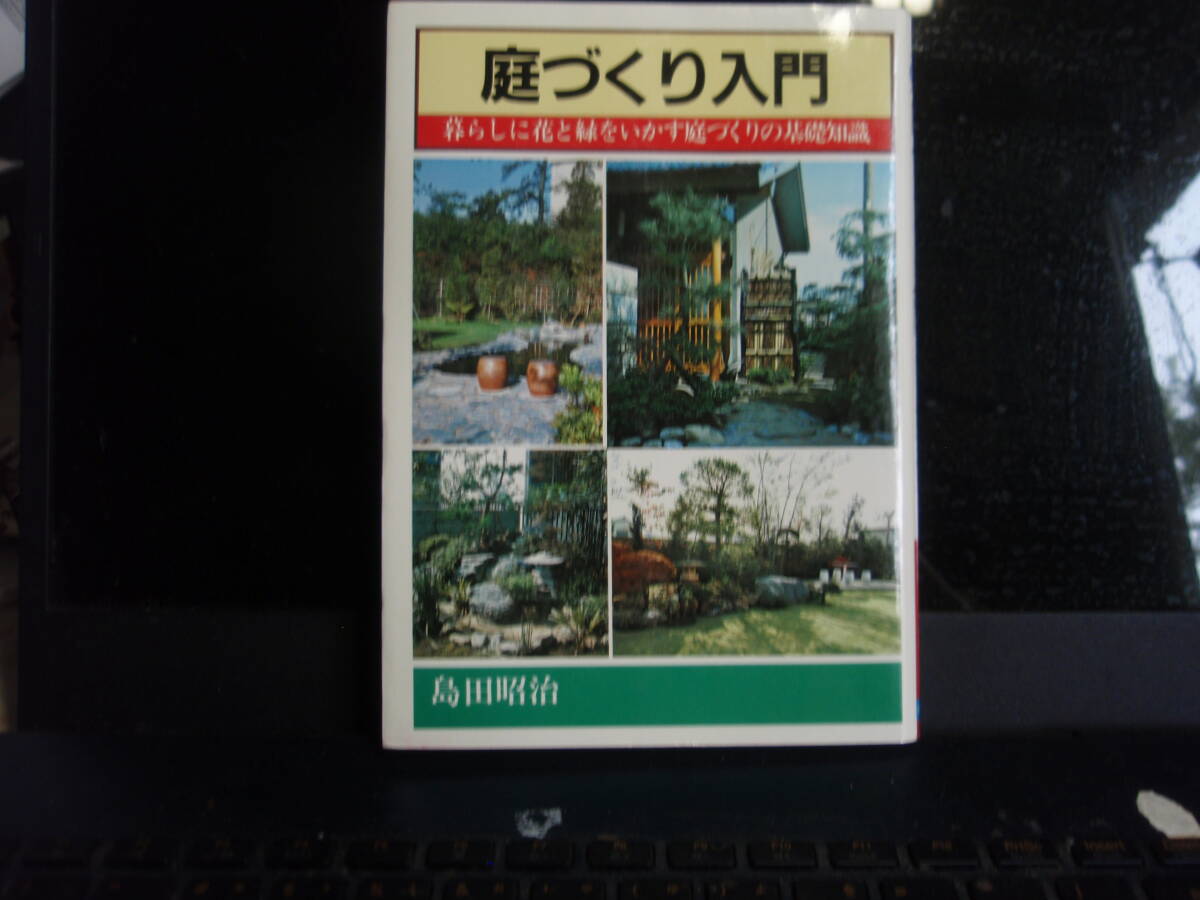 庭づくり入門
暮らしに花と緑をいかす庭づくりの基礎知識
島田昭治
Insert